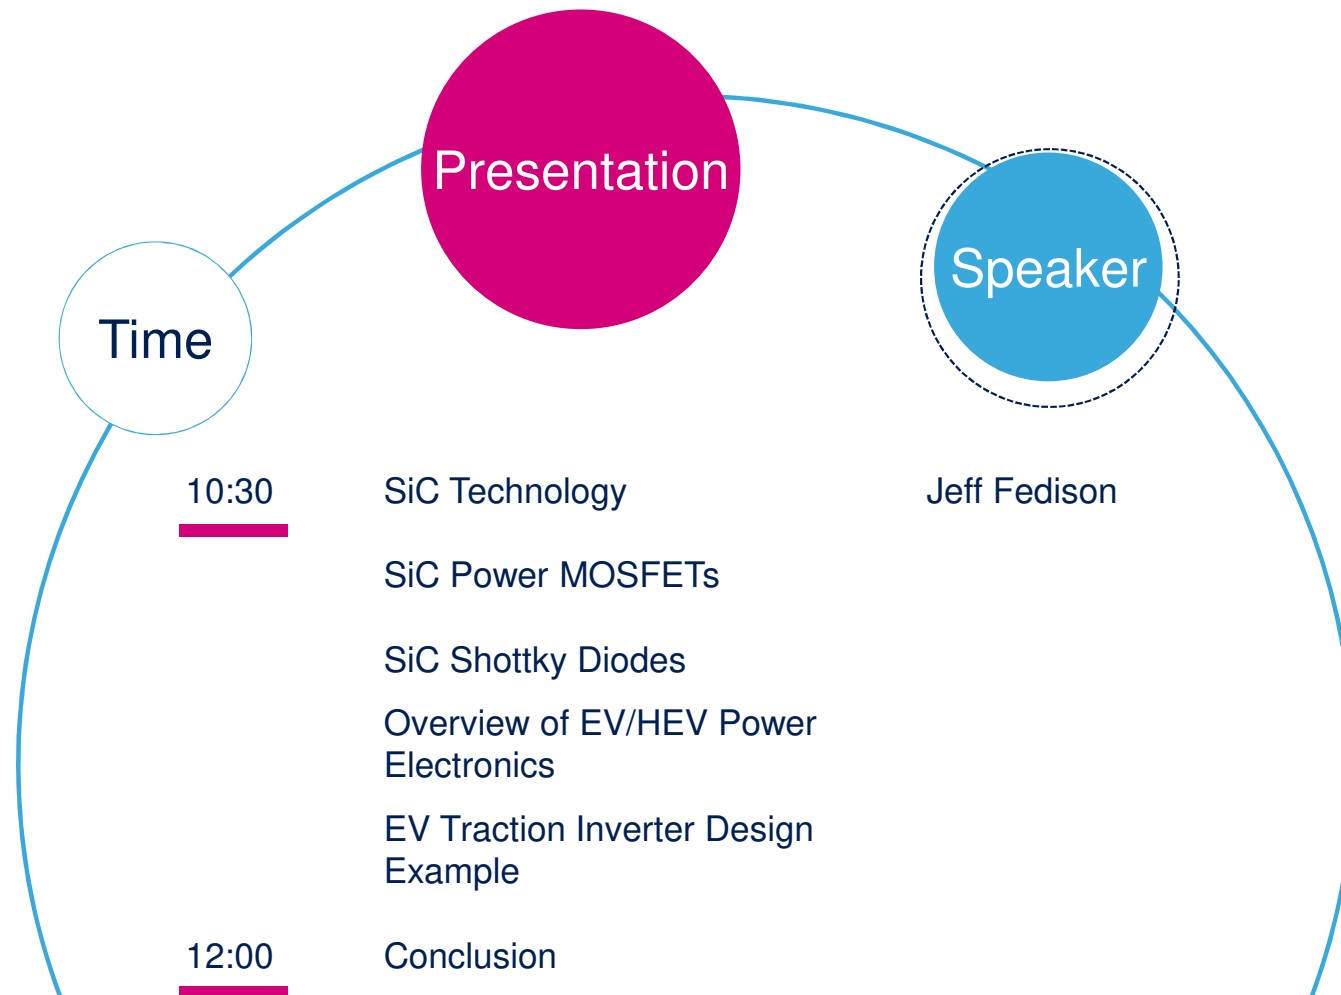 Presentation
Speaker
Time
10:30 SiC Technology Jeff Fedison
SiC Power MOSFETs
SiC Shottky Diodes
Overview of EV/HEV Power
Electronics
EV Traction Inverter Design
Example
12:00 Conclusion